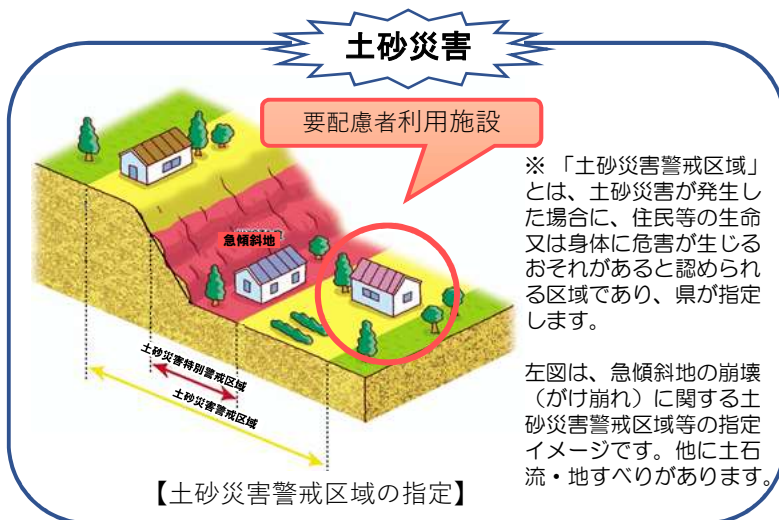 土砂災害
要配慮者利用施設
※ 「土砂災害警戒区域」
とは、土砂災害が発生し
た場合に、住民等の生命
又は身体に危害が生じる
おそれがあると認められ
る区域であり、県が指定
します。
左図は、急傾斜地の崩壊
（がけ崩れ）に関する土
砂災害警戒区域等の指定
イメージです。他に土石
流・地すべりがあります。
急傾斜地
土砂災害特別警戒区域
土砂災害警戒区域
【土砂災害警戒区域の指定】